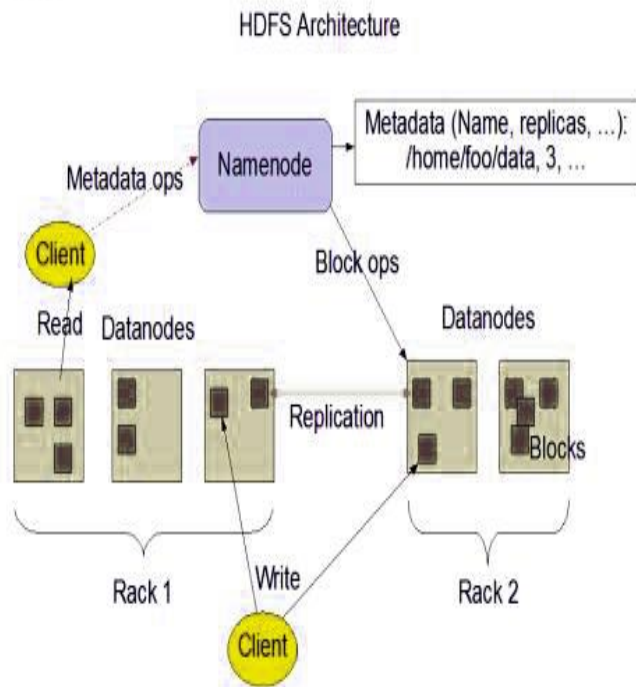 HDFS Architecture
Metadata (Name, replicas, ...):
/home/foo/data, 3, ...
Namenode
Metadata ops
Client
Block ops
Read
Datanodes
Datanodes
Replication
Blocks
Write
Rack 1
Rack 2
Client